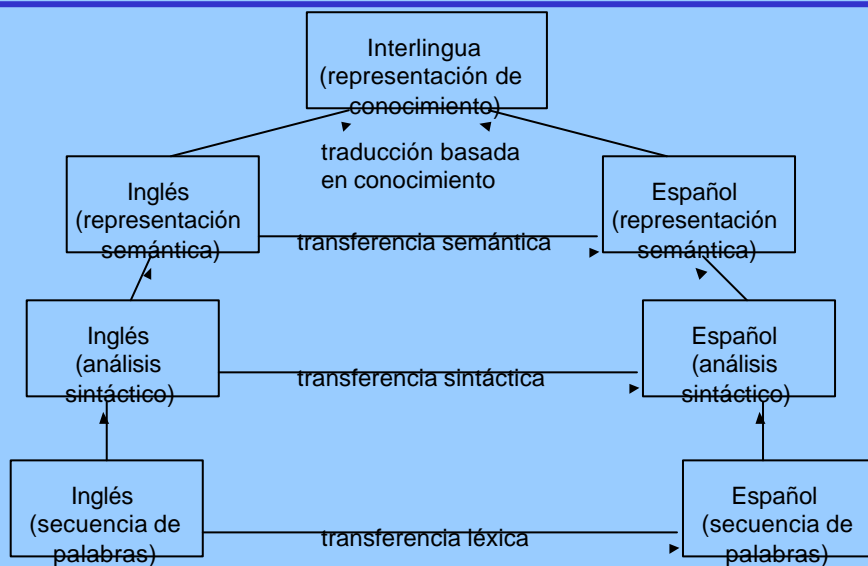 Interlingua
(representación de
conocimiento)
traducción basada
en conocimiento
Inglés
(representación
semántica)
transferencia semántica
Español
(representación
semántica)
Inglés
(análisis
sintáctico)
transferencia sintáctica
Español
(análisis
sintáctico)
Inglés
(secuencia de
palabras)
transferencia léxica
Español
(secuencia de
palabras)